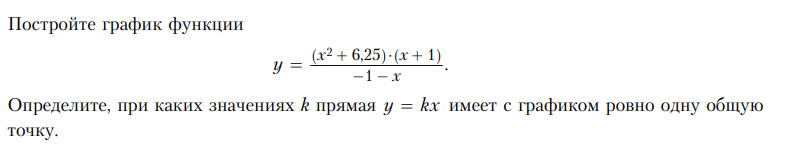 Постройте график функции
y = (x² + 6,25)·(x + 1) / −1 − x.
Определите, при каких значениях k прямая y = kx имеет с графиком ровно одну общую
точку.